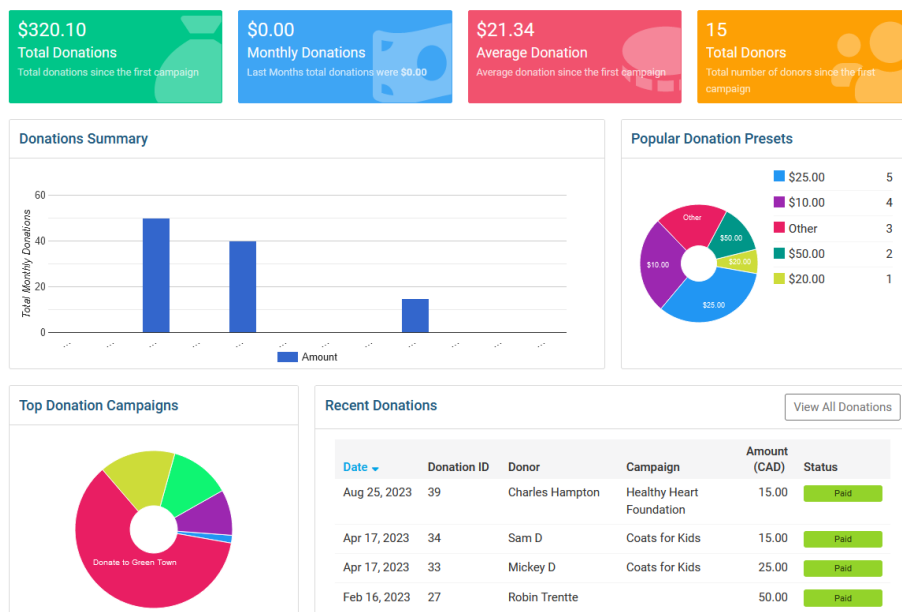 $320.10
Total Donations
Total donations since the first campaign
$0.00
Monthly Donations
Last Months total donations were $0.00
$21.34
Average Donation
Average donation since the first campaign
15
Total Donors
Total number of donors since the first
campaign
Donations Summary
Total Monthly Donations
60
40
20
0
Amount
Popular Donation Presets
Other
$50.00
$20.00
$10.00
$25.00
$25.00 5
$10.00 4
Other 3
$50.00 2
$20.00 1
Top Donation Campaigns
Donate to Green Town
Recent Donations
View All Donations
Date Donation ID Donor Campaign Amount (CAD) Status
Aug 25, 2023 39 Charles Hampton Healthy Heart Foundation 15.00 Paid
Apr 17, 2023 34 Sam D Coats for Kids 15.00 Paid
Apr 17, 2023 33 Mickey D Coats for Kids 25.00 Paid
Feb 16, 2023 27 Robin Trentte 50.00 Paid